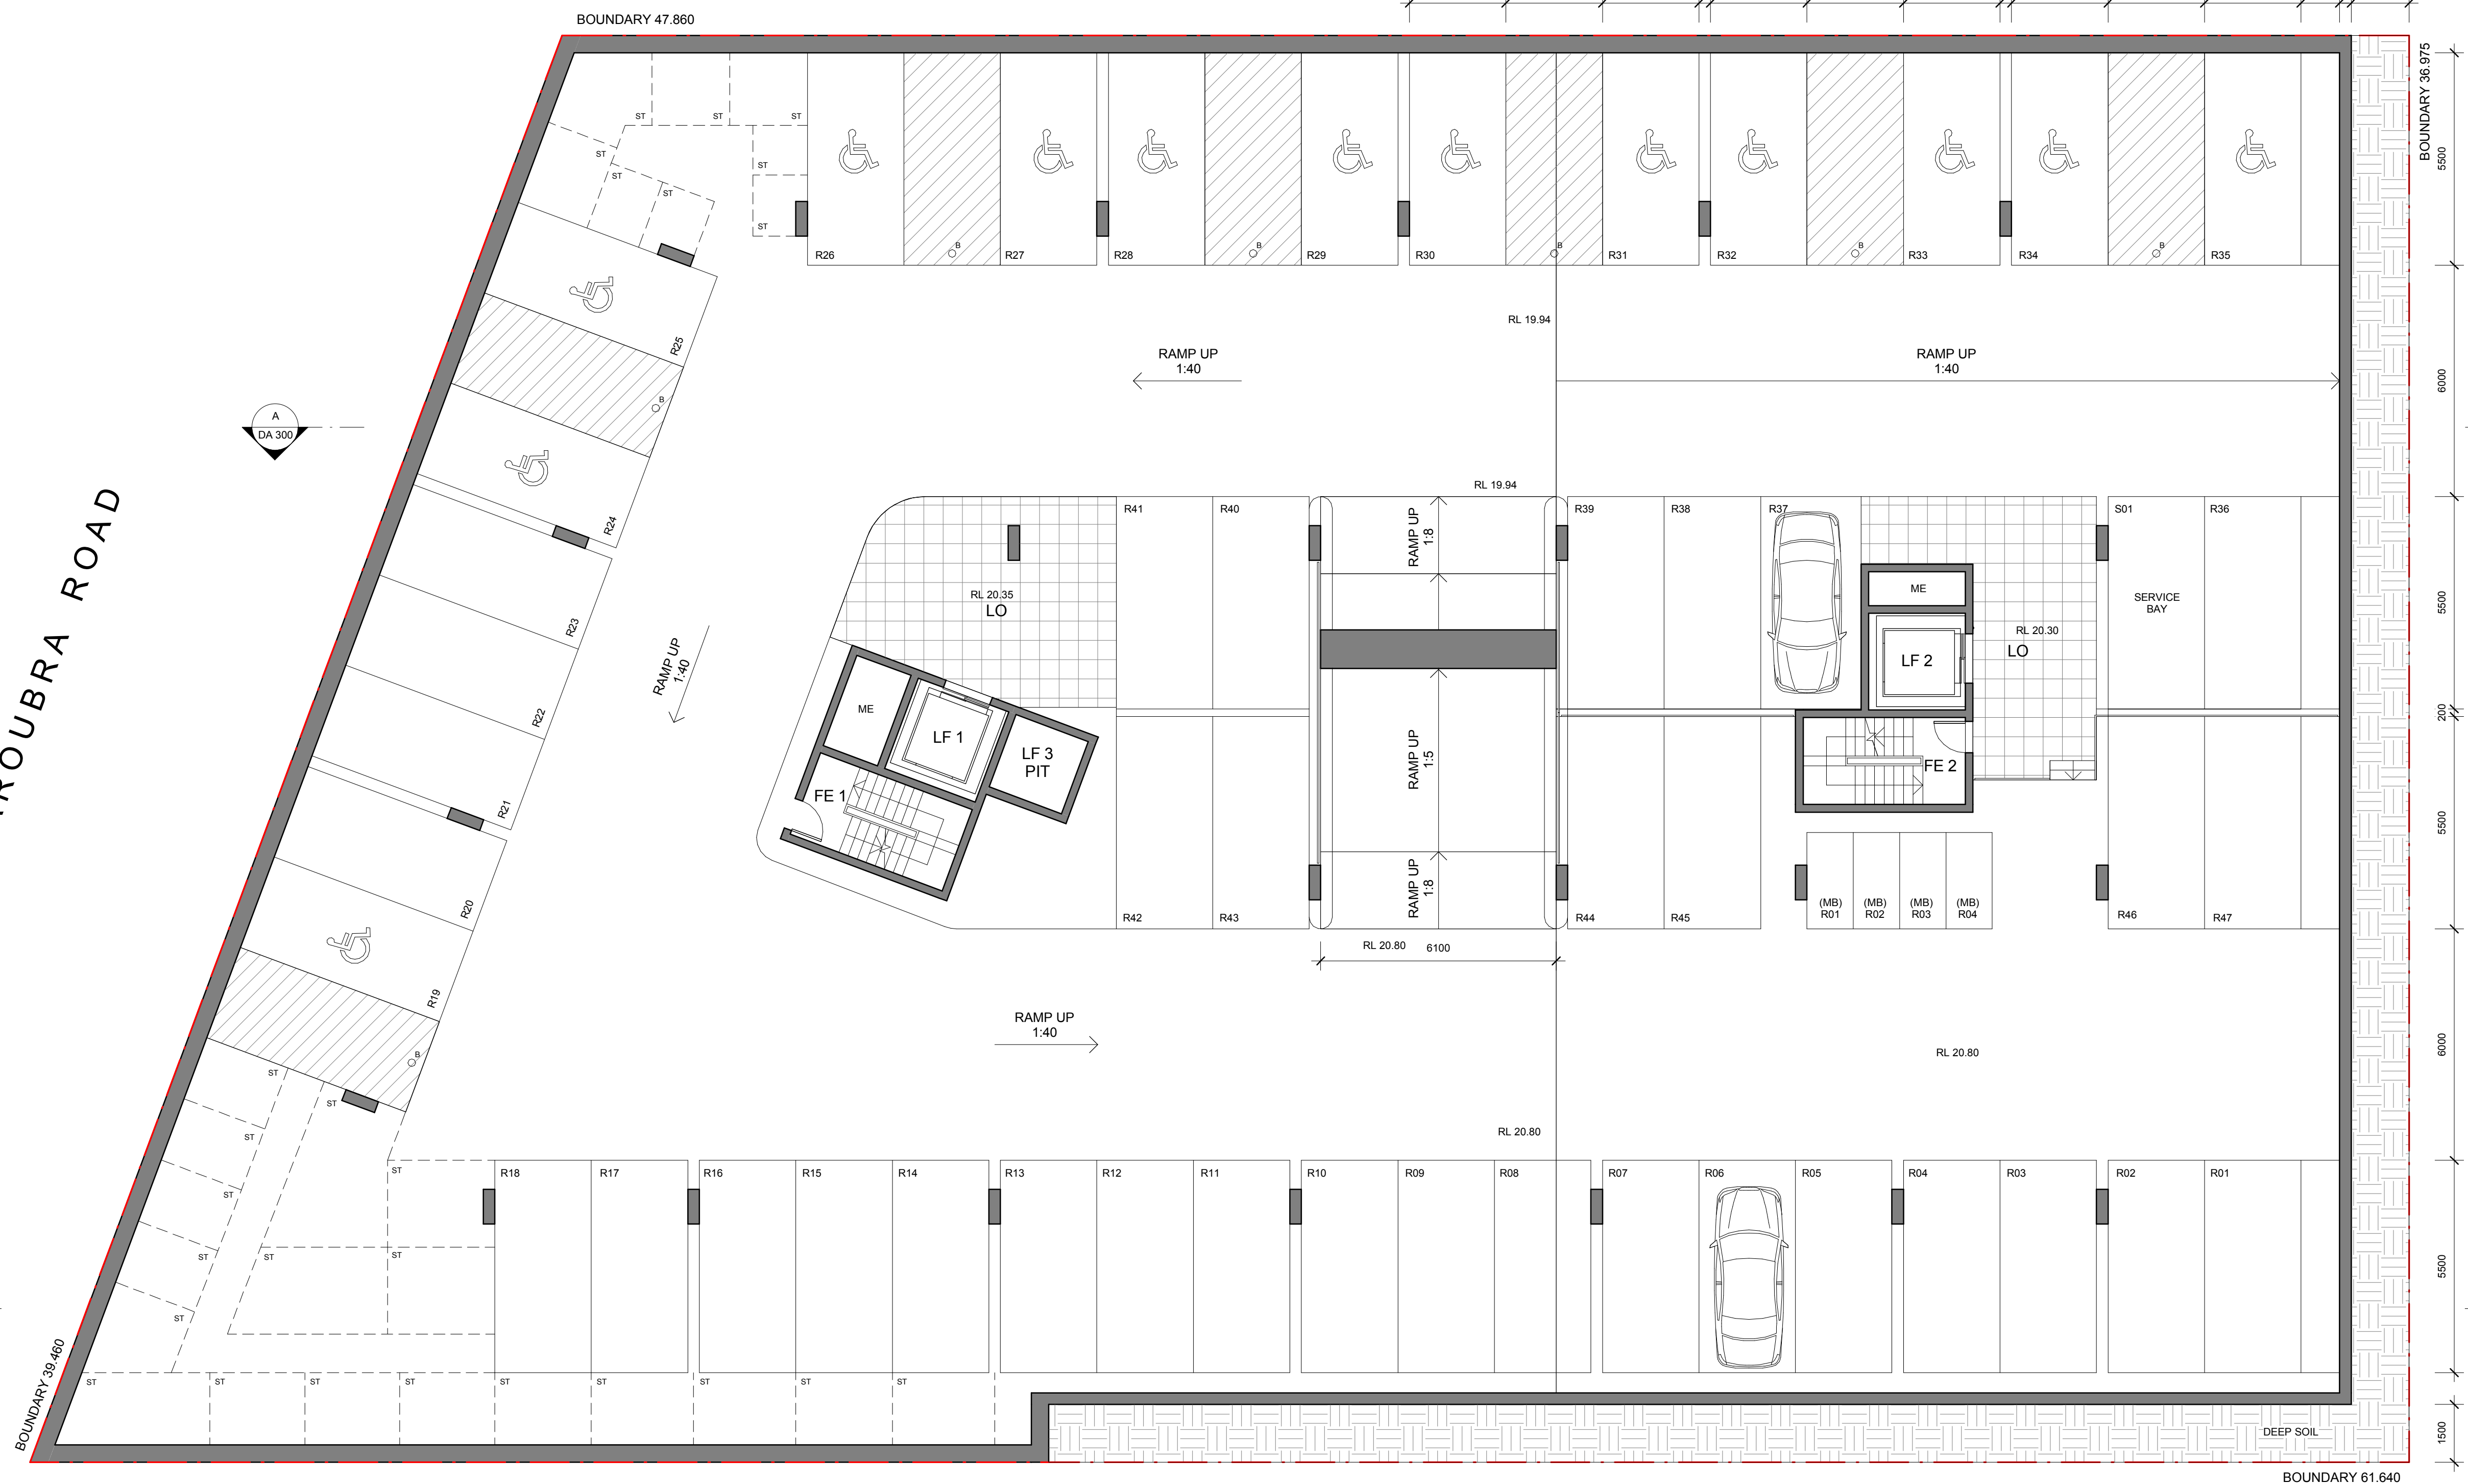 BOUNDARY 47.860
BOUNDARY 36.975
ST
ST
ST
ST
ST
ST
ST
ST
R26
B
R27
R28
B
R29
R30
B
R31
R32
B
R33
R34
B
R35
5500
RL 19.94
RAMP UP
1:40
RAMP UP
1:40
6000
R25
B
A
DA 300
R24
ROUBRA ROAD
R23
R22
R21
R20
R19
B
RAMP UP
1:40
RL 19.94
R41
R40
RAMP UP
1:8
R39
R38
R37
S01
R36
RL 20.35
LO
ME
SERVICE
BAY
5500
RL 20.30
LO
LF 2
ME
LF 1
LF 3
PIT
FE 1
200
RAMP UP
1:5
FE 2
5500
RAMP UP
1:8
(MB)
R01
(MB)
R02
(MB)
R03
(MB)
R04
R42
R43
R44
R45
R46
R47
RL 20.80
6100
RAMP UP
1:40
RL 20.80
6000
RL 20.80
ST
ST
ST
ST
ST
ST
ST
ST
ST
R18
R17
R16
R15
R14
R13
R12
R11
R10
R09
R08
R07
R06
R05
R04
R03
R02
R01
5500
ST
ST
ST
ST
ST
ST
ST
ST
ST
BOUNDARY 39.460
DEEP SOIL
1500
BOUNDARY 61.640